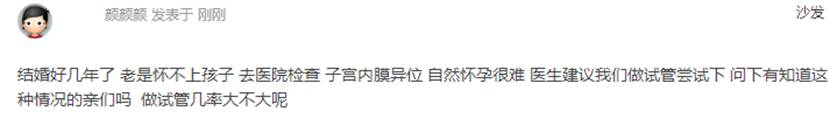 颜颜颜 发表于 刚刚 沙发
结婚好几年了 老是怀不上孩子 去医院检查 子宫内膜异位 自然怀孕很难 医生建议我们做试管尝试下 问下有知道这
种情况的亲们吗  做试管几率大不大呢